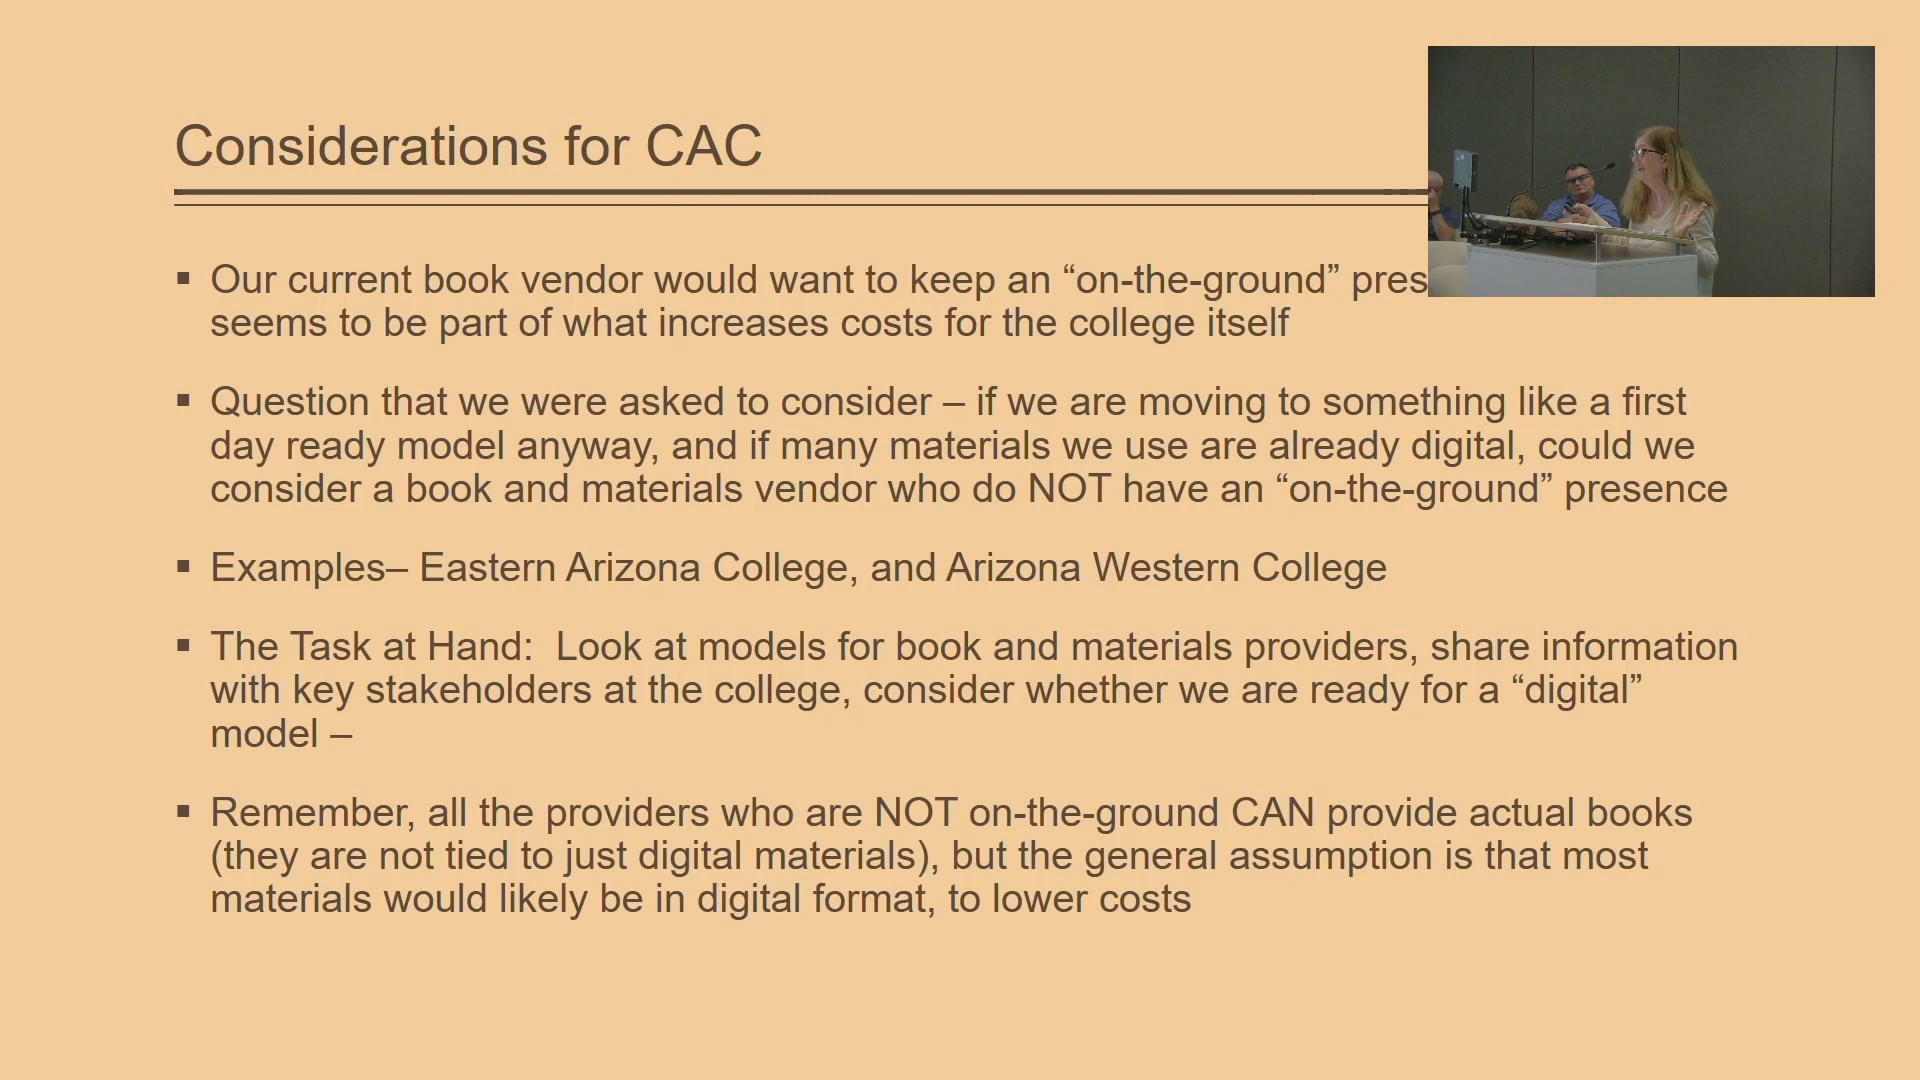 Considerations for CAC
▪ Our current book vendor would want to keep an “on-the-ground”
seems to be part of what increases costs for the college itself
▪ Question that we were asked to consider – if we are moving to something like a first
day ready model anyway, and if many materials we use are already digital, could we
consider a book and materials vendor who do NOT have an “on-the-ground” presence
▪ Examples– Eastern Arizona College, and Arizona Western College
▪ The Task at Hand:  Look at models for book and materials providers, share information
with key stakeholders at the college, consider whether we are ready for a “digital”
model –
▪ Remember, all the providers who are NOT on-the-ground CAN provide actual books
(they are not tied to just digital materials), but the general assumption is that most
materials would likely be in digital format, to lower costs